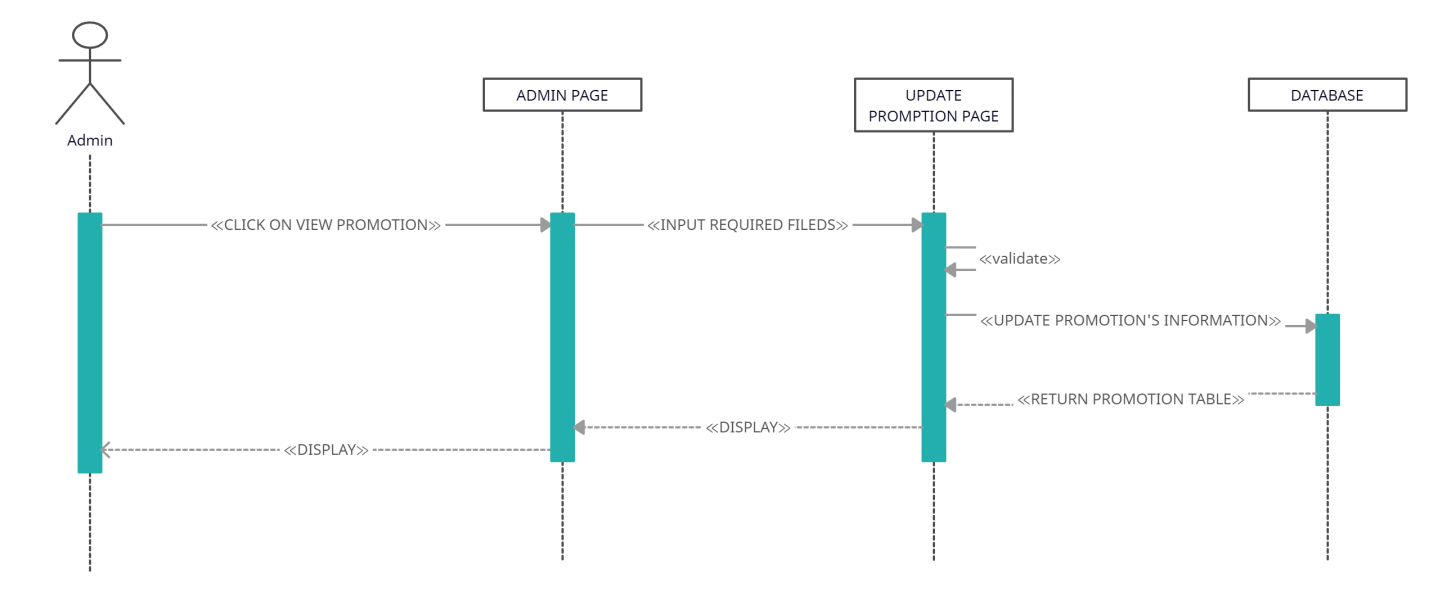 ADMIN PAGE
UPDATE
PROMPTION PAGE
DATABASE
Admin
≪CLICK ON VIEW PROMOTION≫
≪INPUT REQUIRED FILEDS≫
≪validate≫
≪UPDATE PROMOTION'S INFORMATION≫
≪RETURN PROMOTION TABLE≫
≪DISPLAY≫
≪DISPLAY≫